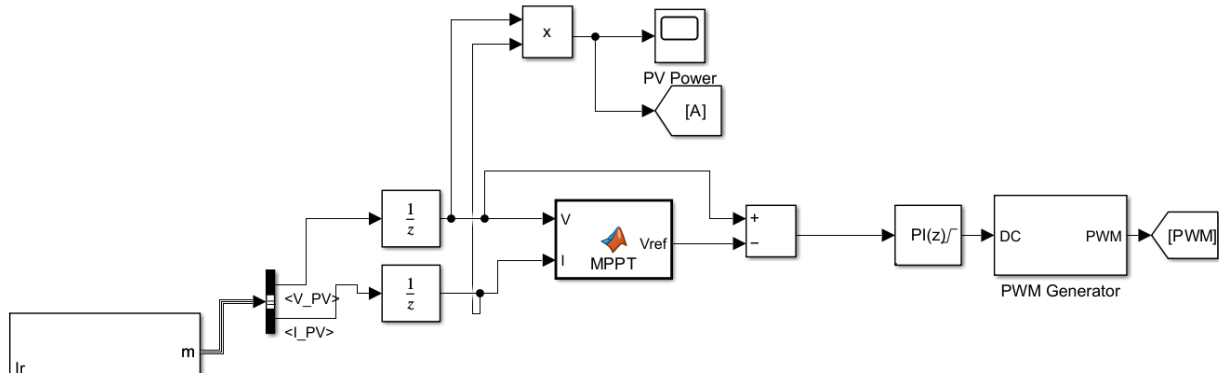 x
PV Power
[A]
1
z
V
Vref
I
MPPT
+
−
PI(z)
DC
PWM
[PWM]
PWM Generator
<V_PV>
1
z
<I_PV>
m
Ir